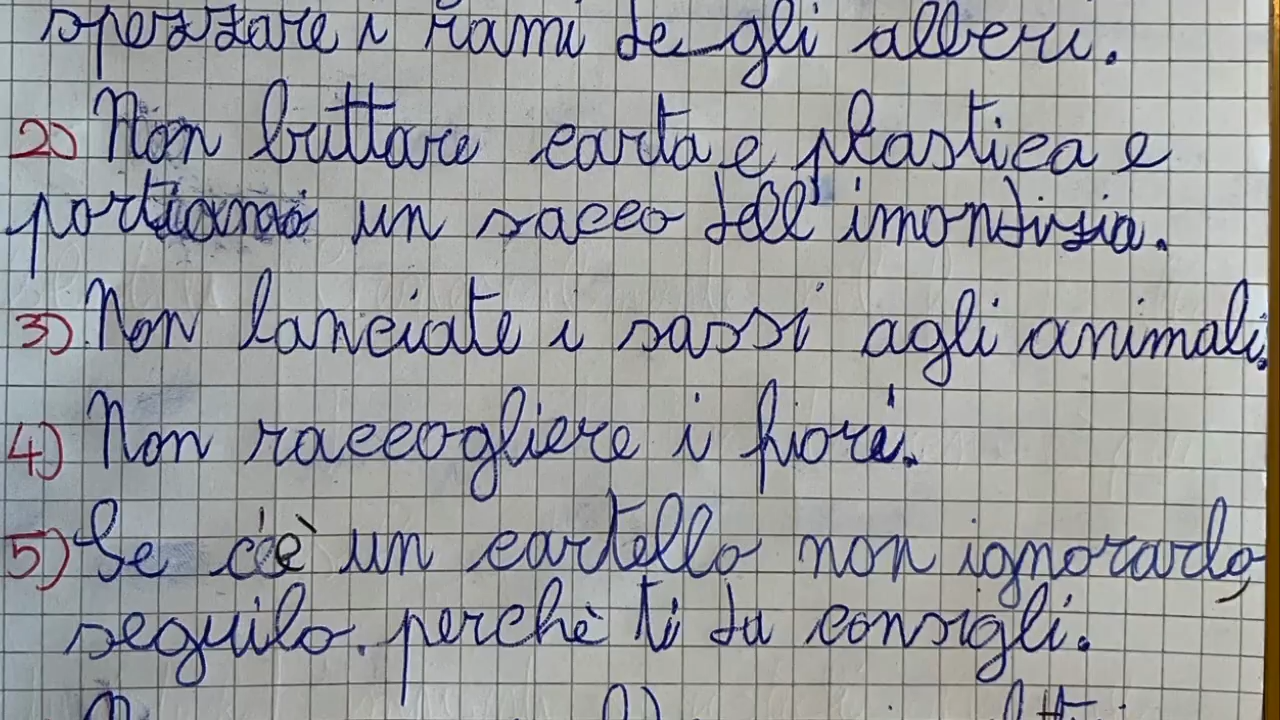 sperzzare i rami de gli alberi.
2) Non buttare carta e plastica e
portiamo un sacco dell'imondizia.
3) Non lanciate i sassi agli animali.
4) Non raccogliere i fiori.
5) Se c'è un cartello non ignorarlo,
seguilo. perchè ti da consigli.